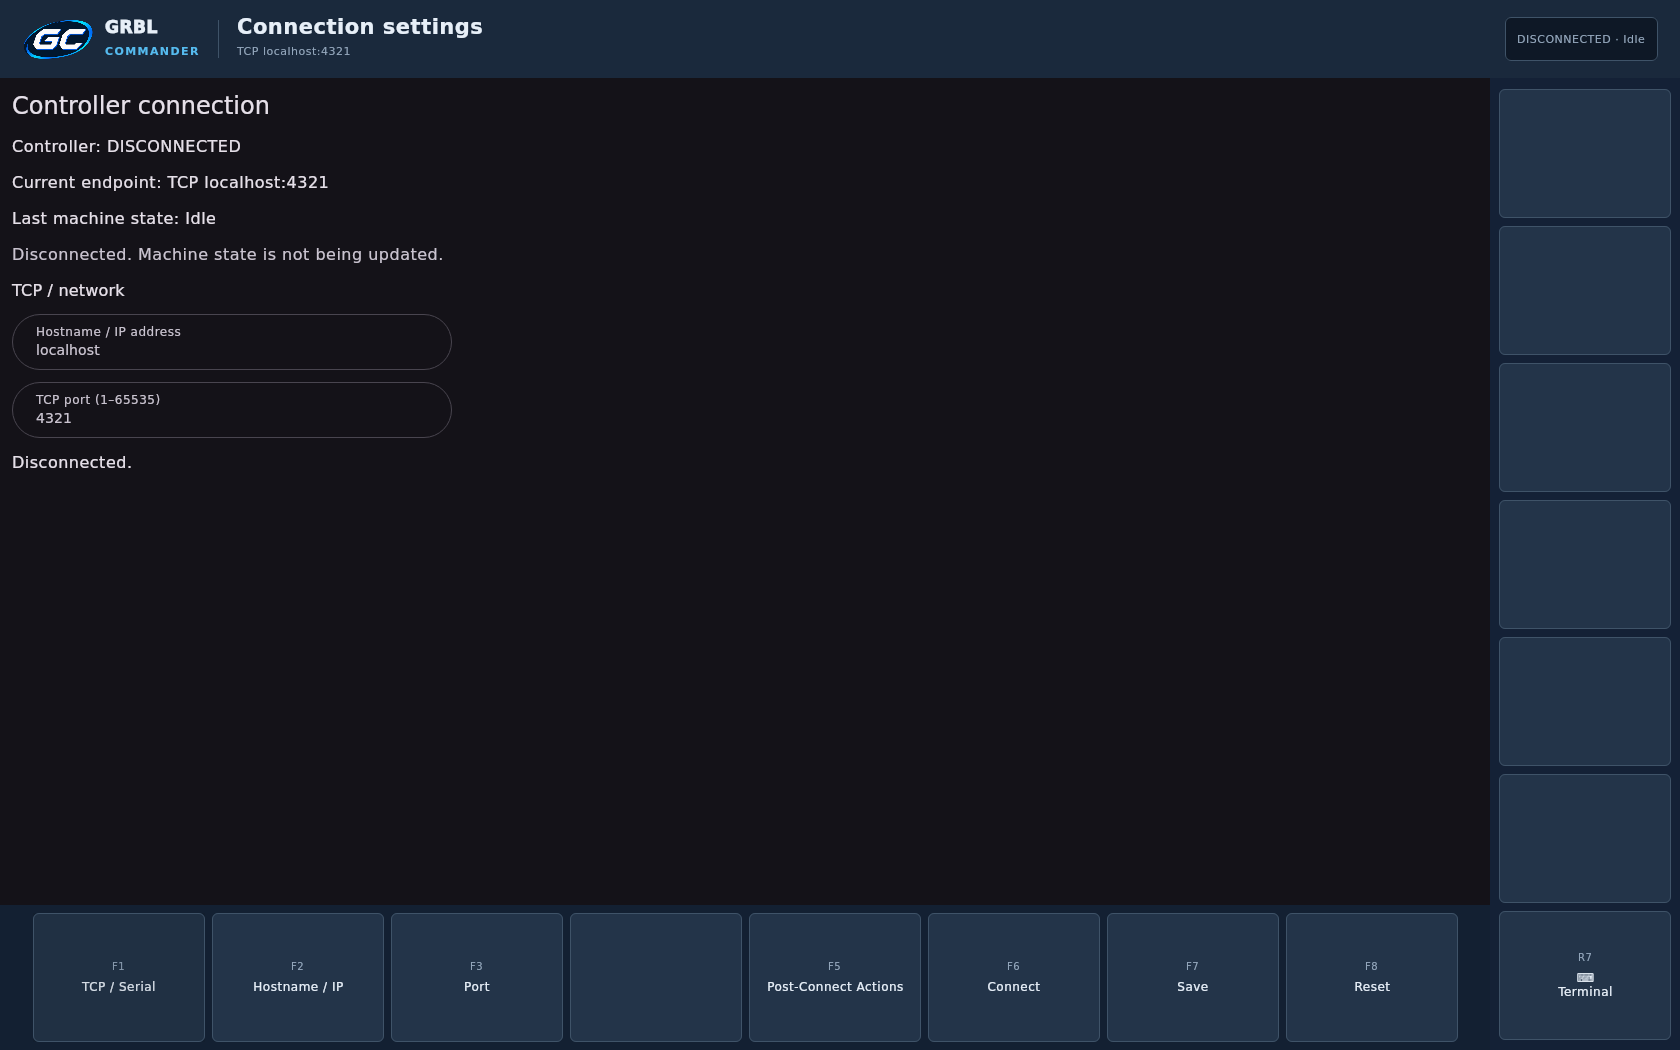 GC
GRBL
COMMANDER
Connection settings
TCP localhost:4321
DISCONNECTED · Idle
Controller connection
Controller: DISCONNECTED
Current endpoint: TCP localhost:4321
Last machine state: Idle
Disconnected. Machine state is not being updated.
TCP / network
Hostname / IP address
localhost
TCP port (1–65535)
4321
Disconnected.
F1
TCP / Serial
F2
Hostname / IP
F3
Port
F5
Post-Connect Actions
F6
Connect
F7
Save
F8
Reset
R7
Terminal